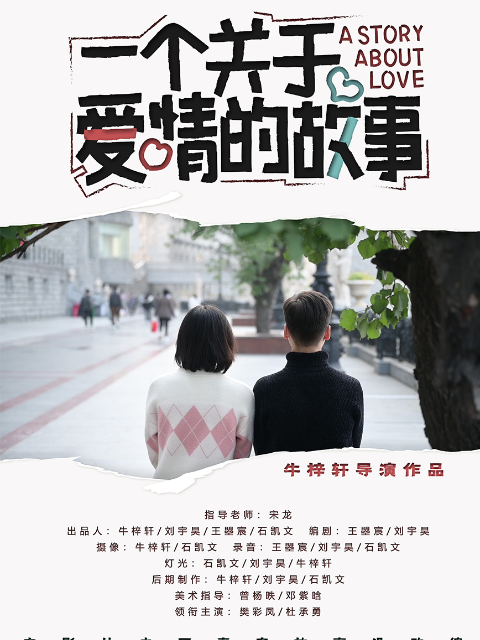 一个关于
A STORY
ABOUT
LOVE
爱情的故事
牛梓轩导演作品
指导老师：宋龙
出品人：牛梓轩/刘宇昊/王曌宸/石凯文 编剧：王曌宸/刘宇昊
摄像：牛梓轩/石凯文 录音：王曌宸/刘宇昊/石凯文
灯光：石凯文/刘宇昊/牛梓轩
后期制作：牛梓轩/刘宇昊/石凯文
美术指导：曾杨昳/邓紫晗
领衔主演：樊彩凤/杜承勇